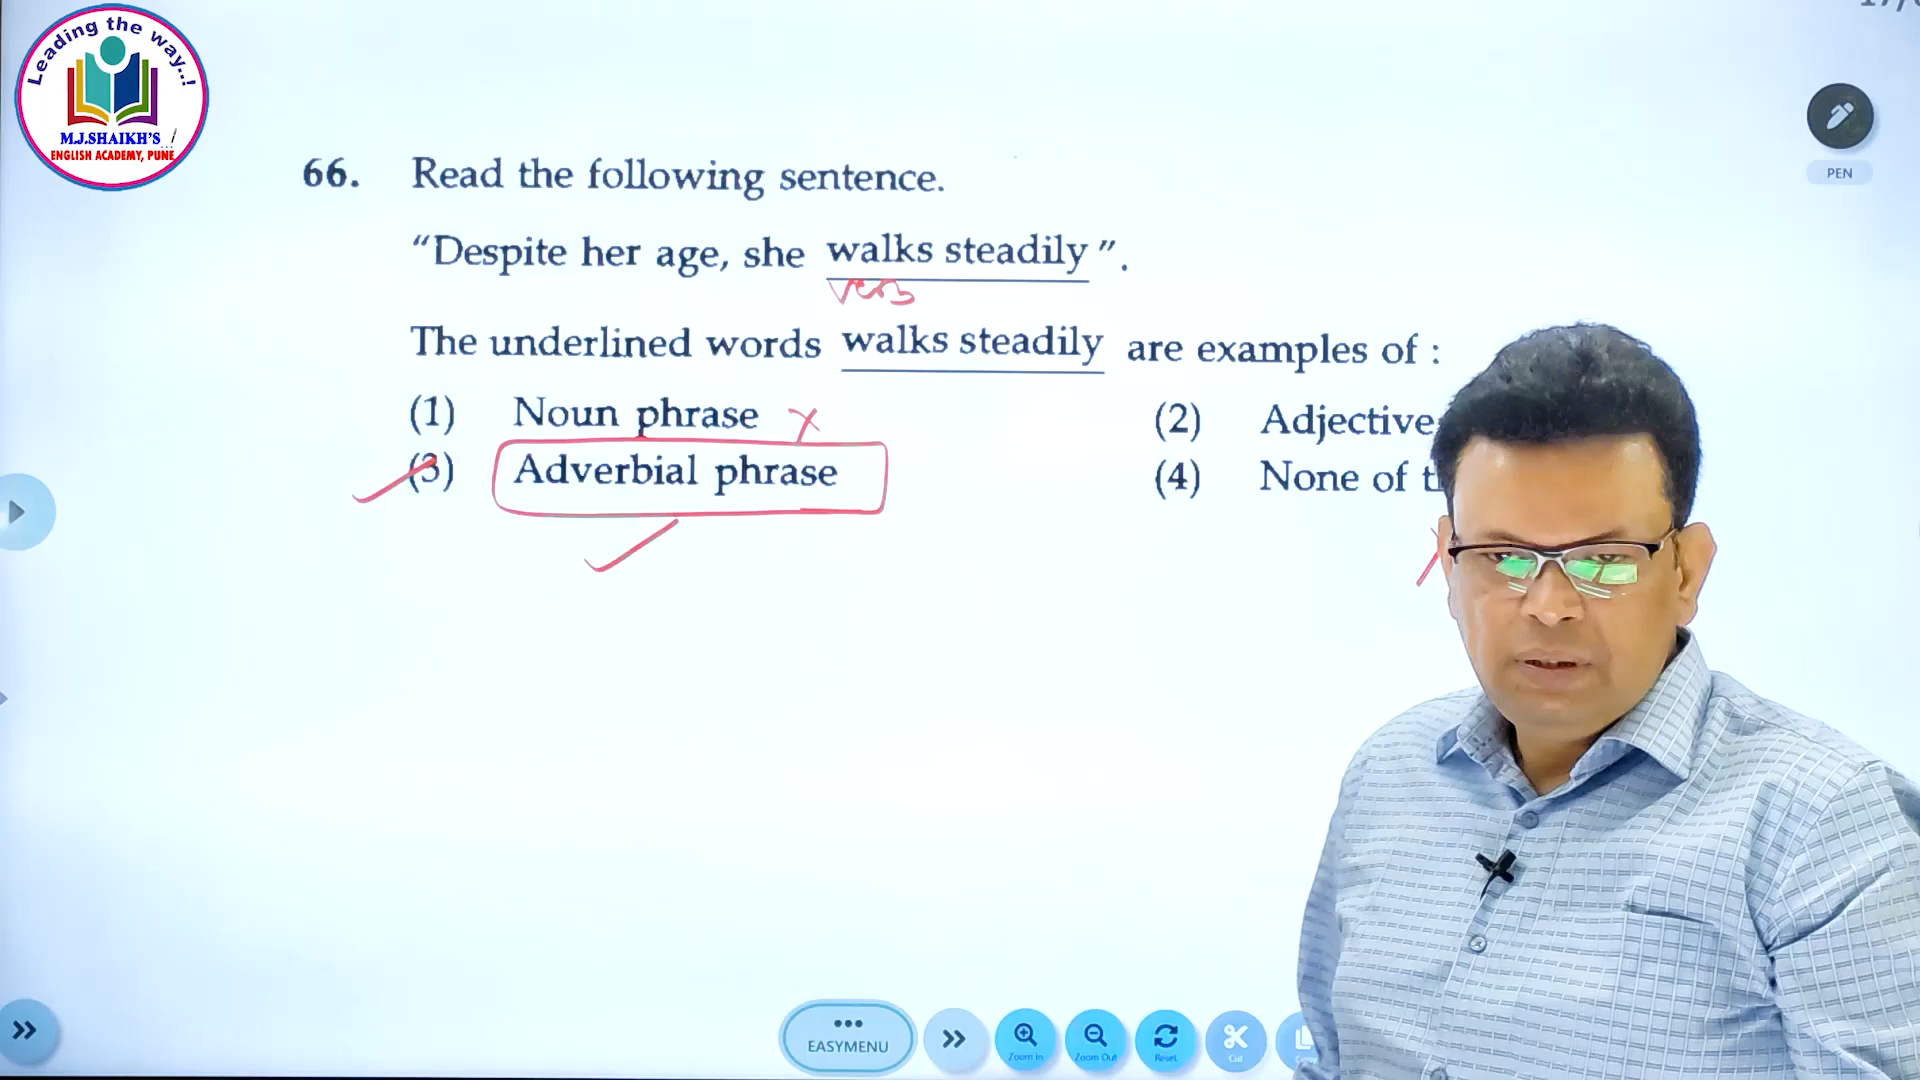 Leading the way..!
M.J.SHAIKH'S
ENGLISH ACADEMY, PUNE
PEN
66. Read the following sentence.
“Despite her age, she walks steadily”.
verb
The underlined words walks steadily are examples of :
(1) Noun phrase x
(2) Adjective
(3) Adverbial phrase
(4) None of
EASYMENU
Zoom In
Zoom Out
Reset
Cut